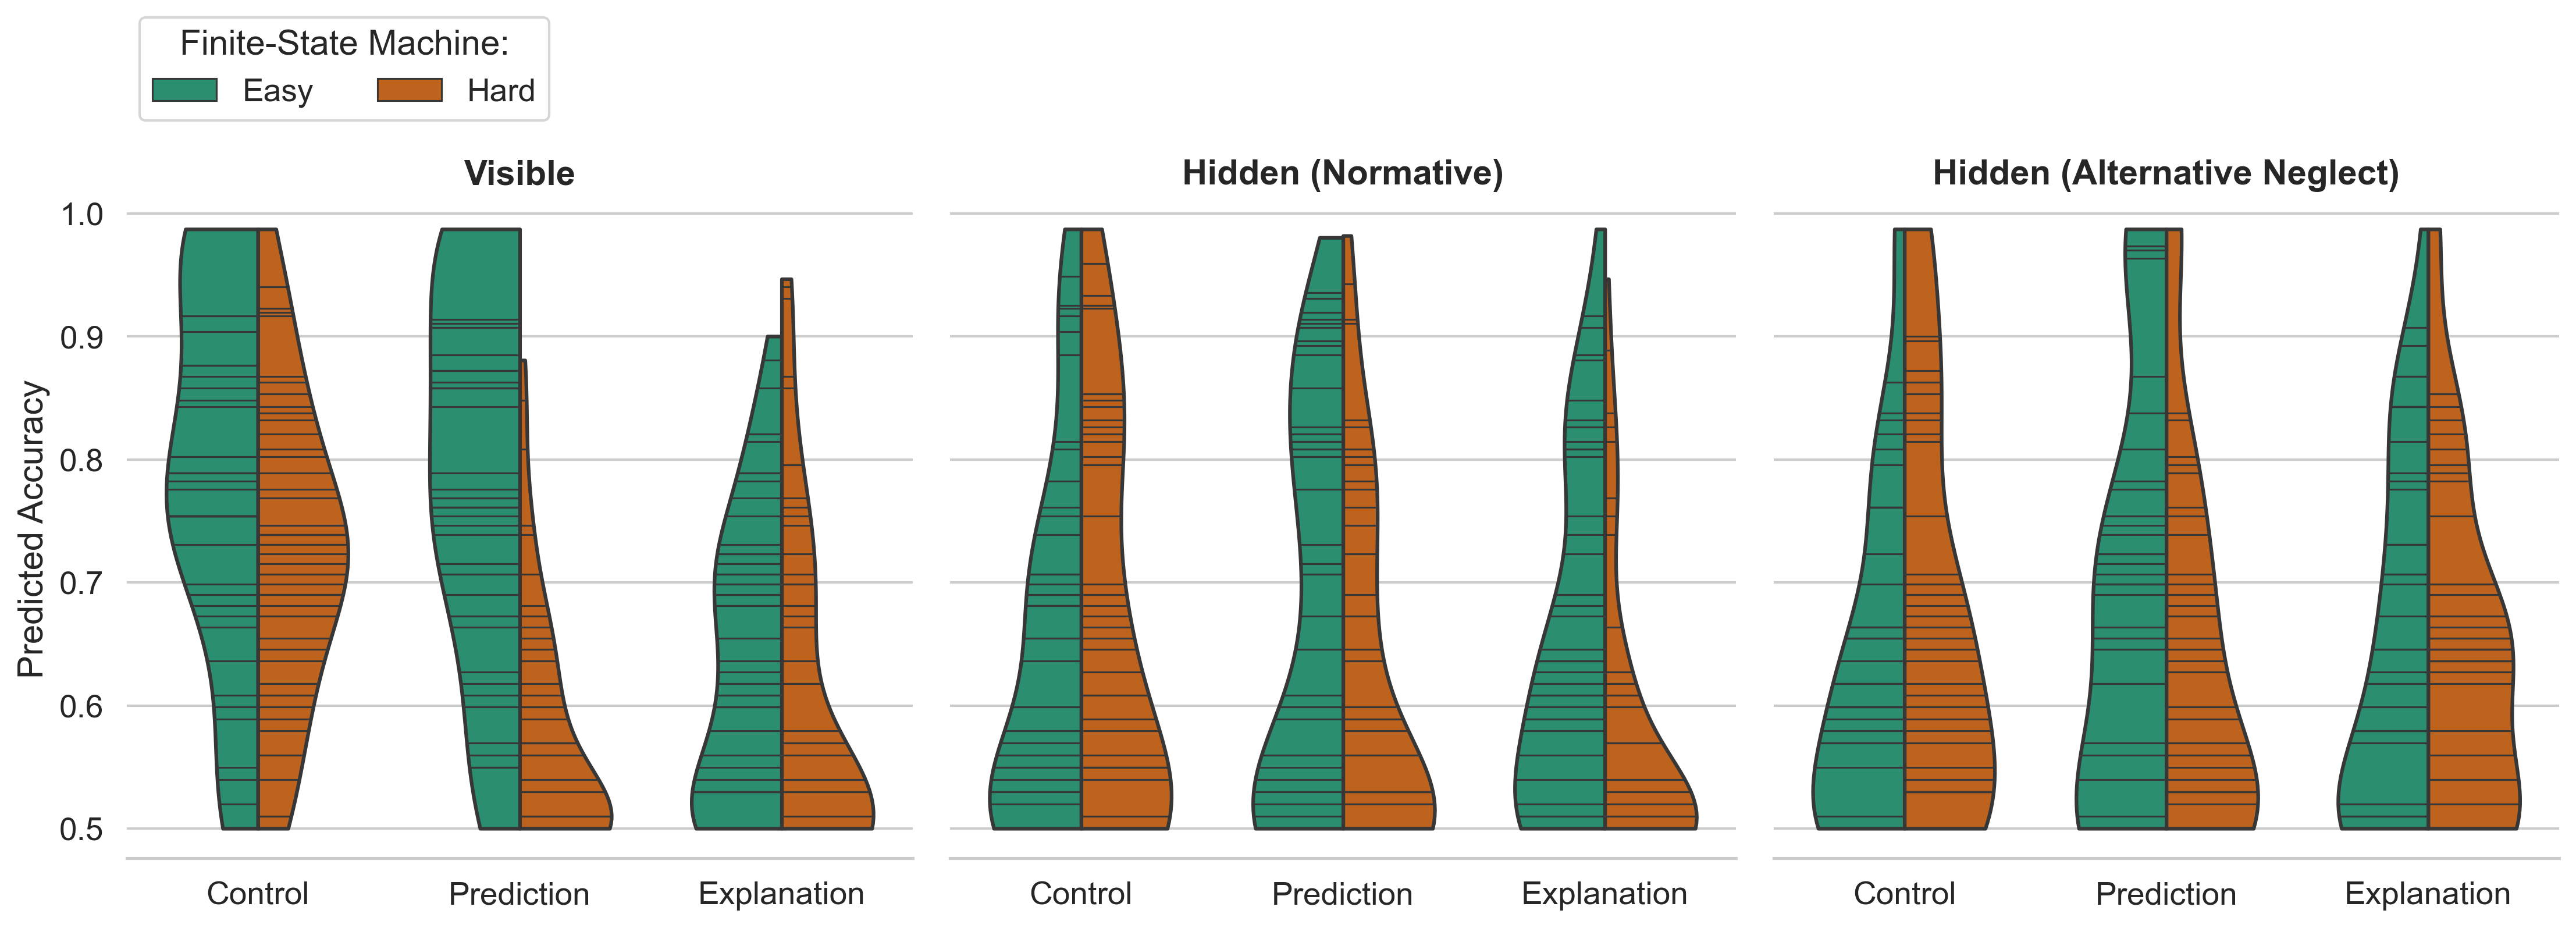 Finite-State Machine:
Easy Hard
Visible Hidden (Normative) Hidden (Alternative Neglect)
Predicted Accuracy
1.0
0.9
0.8
0.7
0.6
0.5
Control Prediction Explanation Control Prediction Explanation Control Prediction Explanation